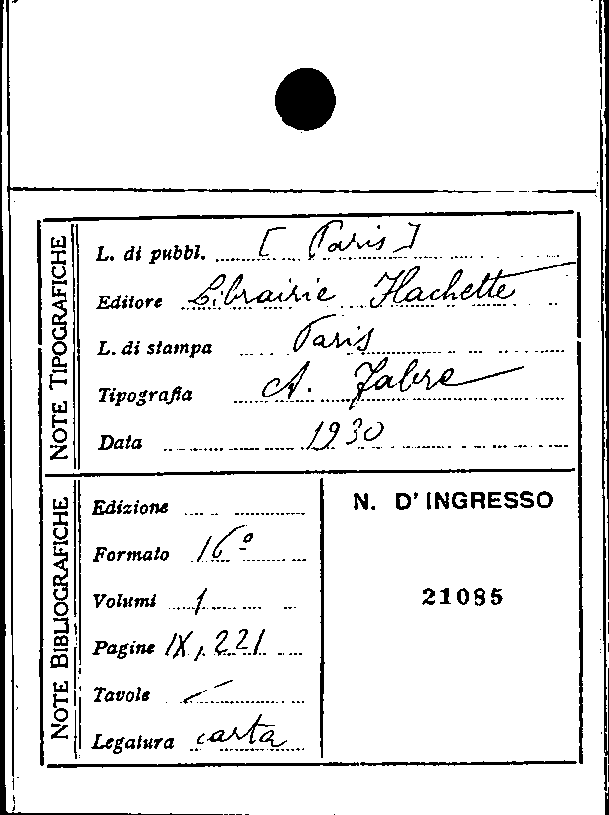 NOTE TIPOGRAFICHE
L. di pubbl. [Paris]
Editore Librairie Hachette
L. di stampa Paris
Tipografia A. Fabre
Data 1930
NOTE BIBLIOGRAFICHE
Edizione
Formato 16º
Volumi 1
Pagine IX, 221
Tavole —
Legatura carta
N. D'INGRESSO
21085